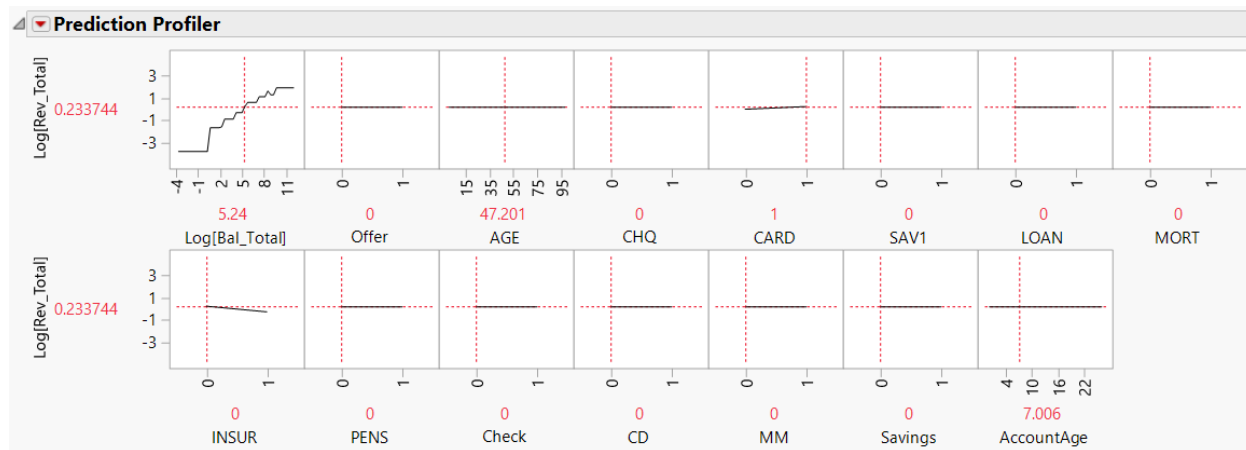 Prediction Profiler
Log[Rev_Total]
0.233744
3
1
-1
-3
-4 -1 2 5 8 11
0 1
15 35 55 75 95
0 1
0 1
0 1
0 1
0 1
5.24 0 47.201 0 1 0 0 0
Log[Bal_Total] Offer AGE CHQ CARD SAV1 LOAN MORT
Log[Rev_Total]
0.233744
3
1
-1
-3
0 1
0 1
0 1
0 1
0 1
0 1
4 10 16 22
0 0 0 0 0 0 7.006
INSUR PENS Check CD MM Savings AccountAge